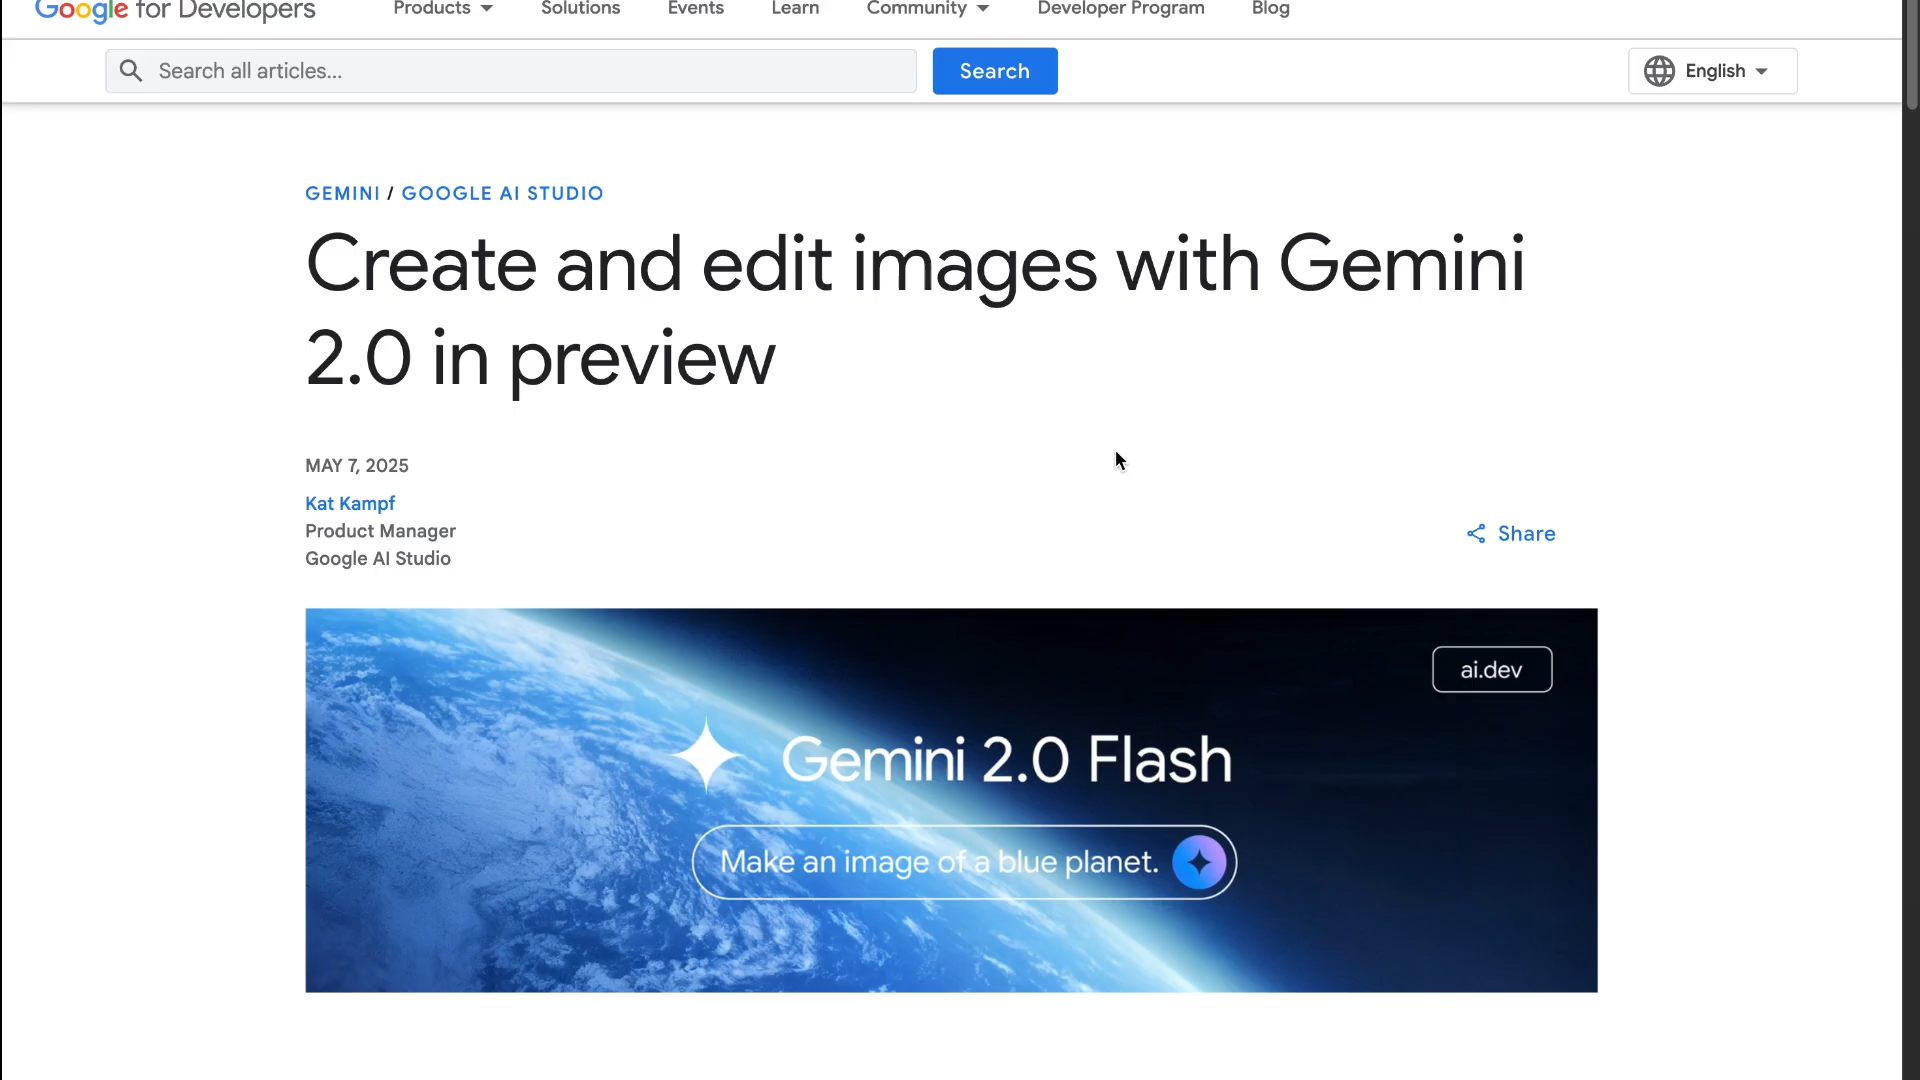 Google for Developers Products Solutions Events Learn Community Developer Program Blog
Search all articles... Search English
GEMINI / GOOGLE AI STUDIO
Create and edit images with Gemini
2.0 in preview
MAY 7, 2025
Kat Kampf
Product Manager
Google AI Studio
Share
ai.dev
Gemini 2.0 Flash
Make an image of a blue planet.